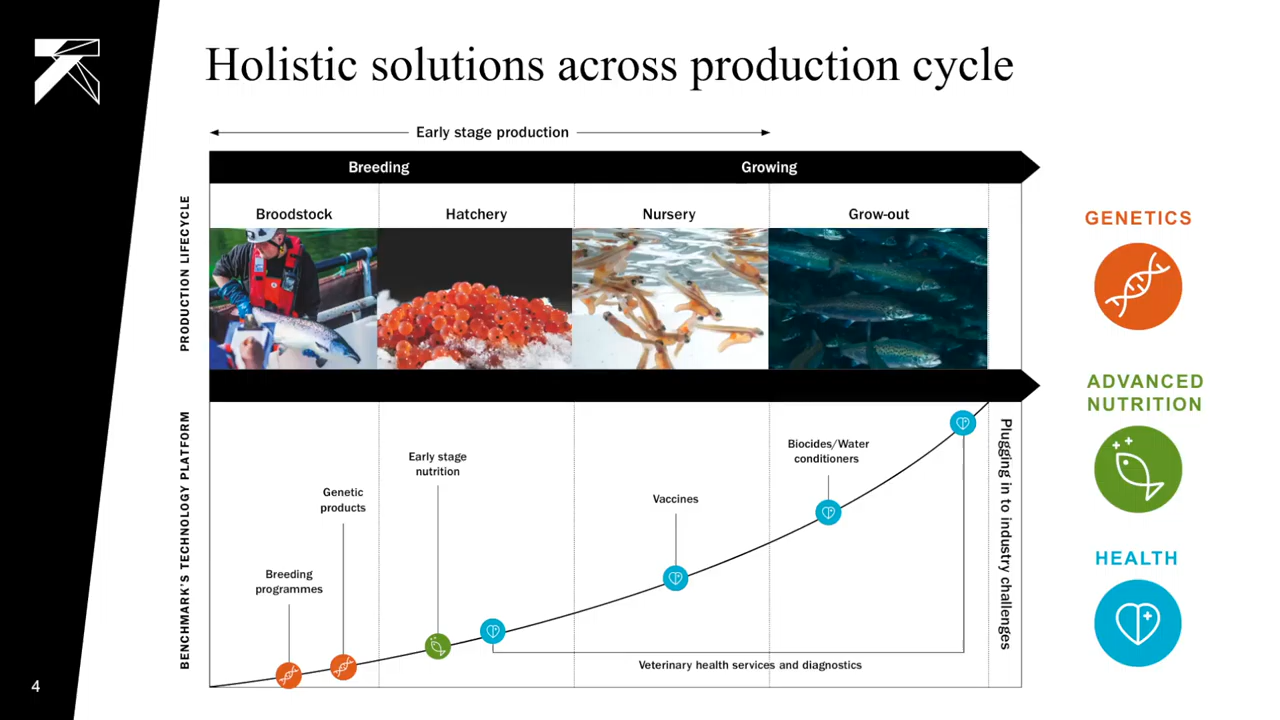 Holistic solutions across production cycle
Early stage production
Breeding
Growing
PRODUCTION LIFECYCLE
Broodstock
Hatchery
Nursery
Grow-out
GENETICS
ADVANCED
NUTRITION
HEALTH
BENCHMARK'S TECHNOLOGY PLATFORM
Breeding
programmes
Genetic
products
Early stage
nutrition
Vaccines
Biocides/Water
conditioners
Veterinary health services and diagnostics
Plugging in to industry challenges
4